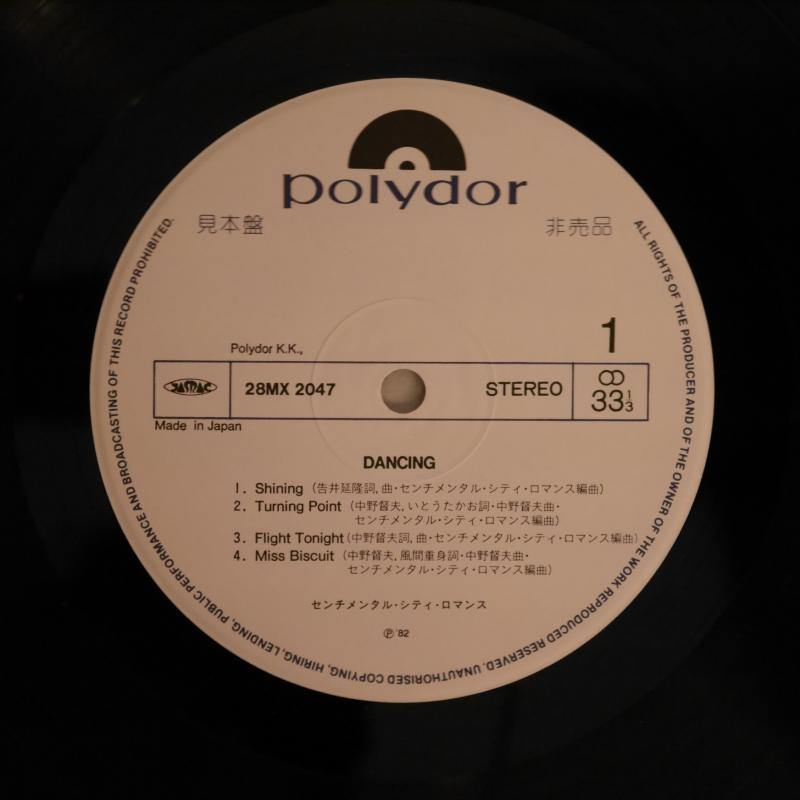 polydor
見本盤
非売品
1
Polydor K.K.,
JASRAC
28MX 2047
STEREO
33 1/3
Made in Japan
DANCING
1. Shining (告井延隆詞, 曲・センチメンタル・シティ・ロマンス編曲)
2. Turning Point (中野督夫, いとうたかお詞・中野督夫曲・
センチメンタル・シティ・ロマンス編曲)
3. Flight Tonight (中野督夫詞, 曲・センチメンタル・シティ・ロマンス編曲)
4. Miss Biscuit (中野督夫, 風間重身詞・中野督夫曲・
センチメンタル・シティ・ロマンス編曲)
センチメンタル・シティ・ロマンス
Ⓟ '82
ALL RIGHTS OF THE PRODUCER AND OF THE OWNER OF THE WORK REPRODUCED RESERVED. UNAUTHORISED COPYING, HIRING, LENDING, PUBLIC PERFORMANCE AND BROADCASTING OF THIS RECORD PROHIBITED.